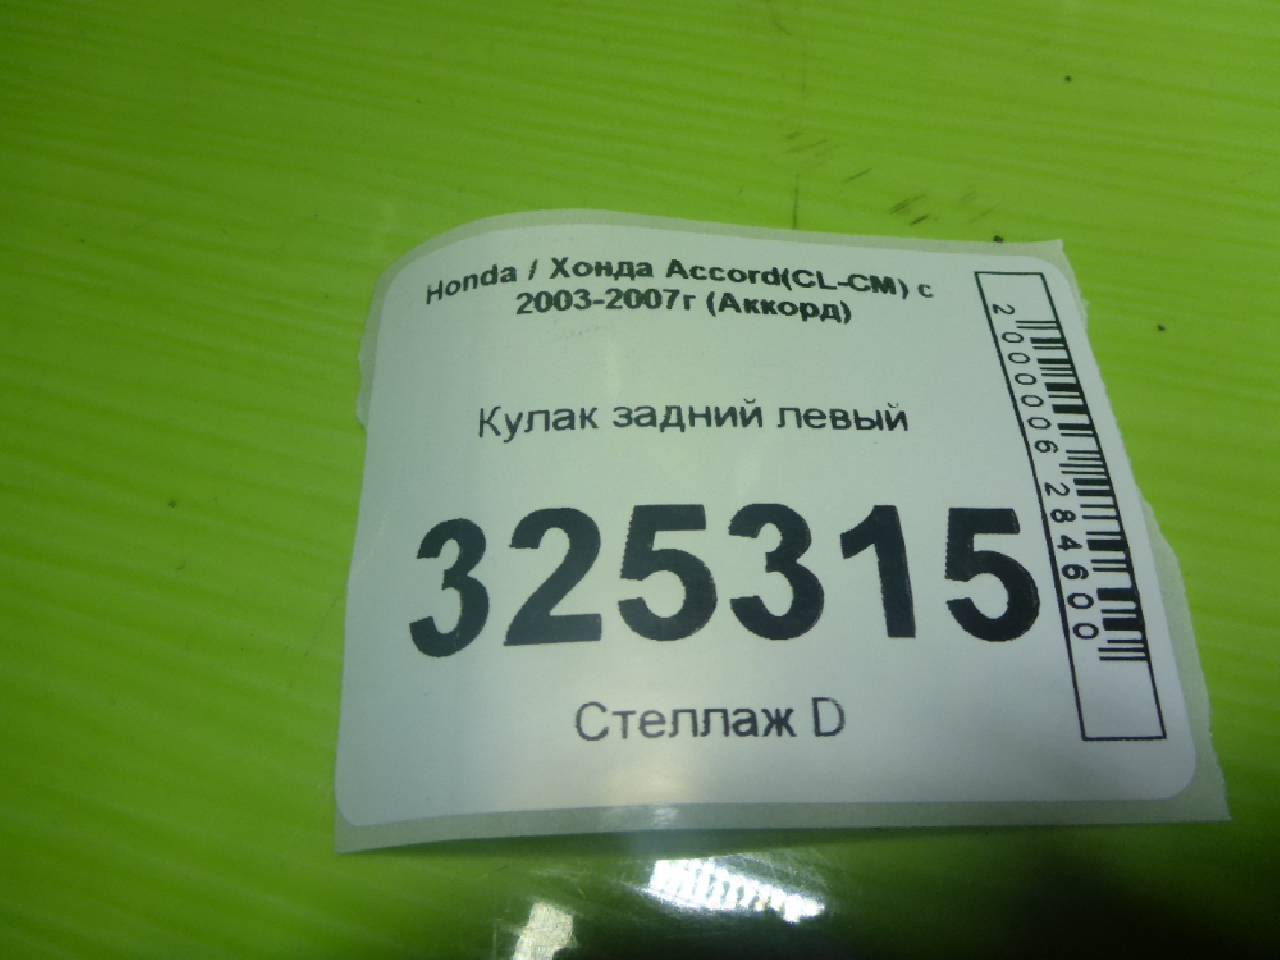 Honda / Хонда Accord(CL-CM) с
2003-2007г (Аккорд)
Кулак задний левый
325315
Стеллаж D
2000006284600